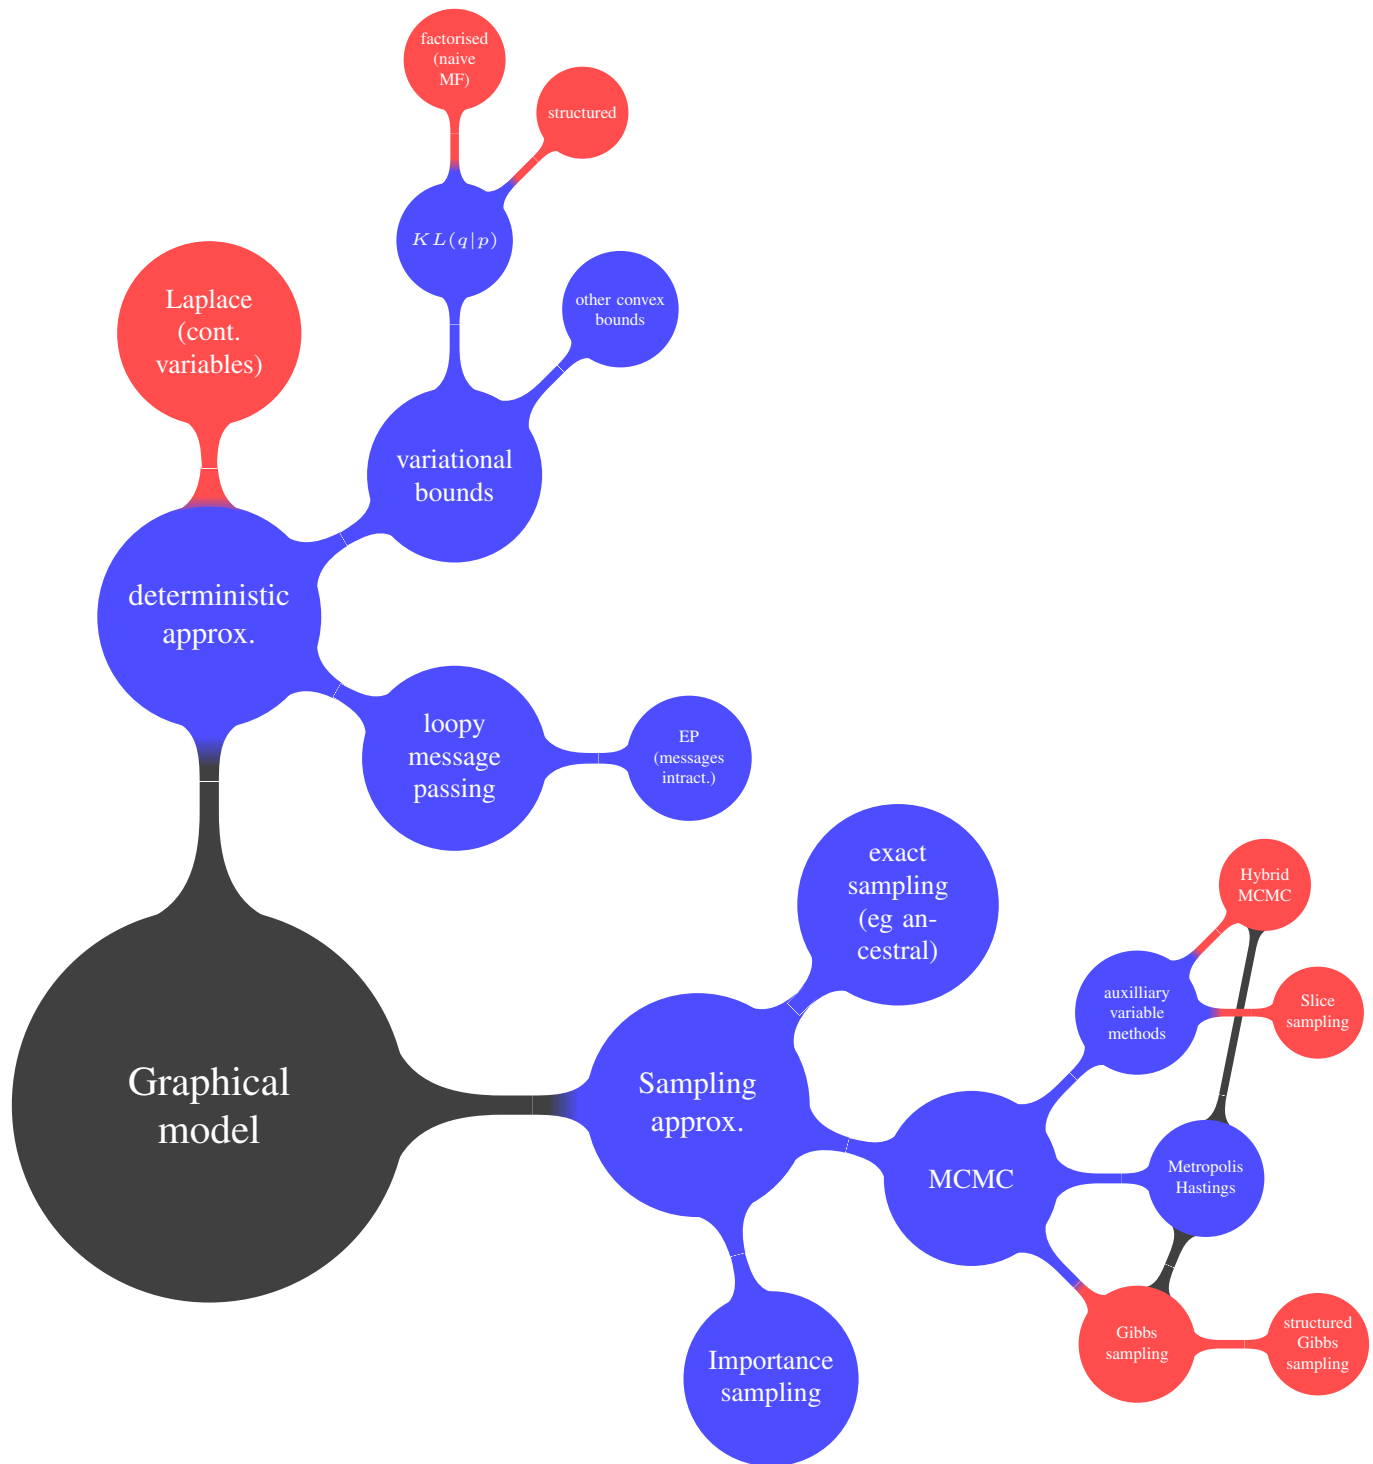 factorised
(naive
MF)
structured
KL(q|p)
other convex
bounds
Laplace
(cont.
variables)
variational
bounds
deterministic
approx.
loopy
message
passing
EP
(messages
intract.)
exact
sampling
(eg an-
cestral)
Hybrid
MCMC
auxilliary
variable
methods
Slice
sampling
Graphical
model
Sampling
approx.
MCMC
Metropolis
Hastings
Importance
sampling
Gibbs
sampling
structured
Gibbs
sampling